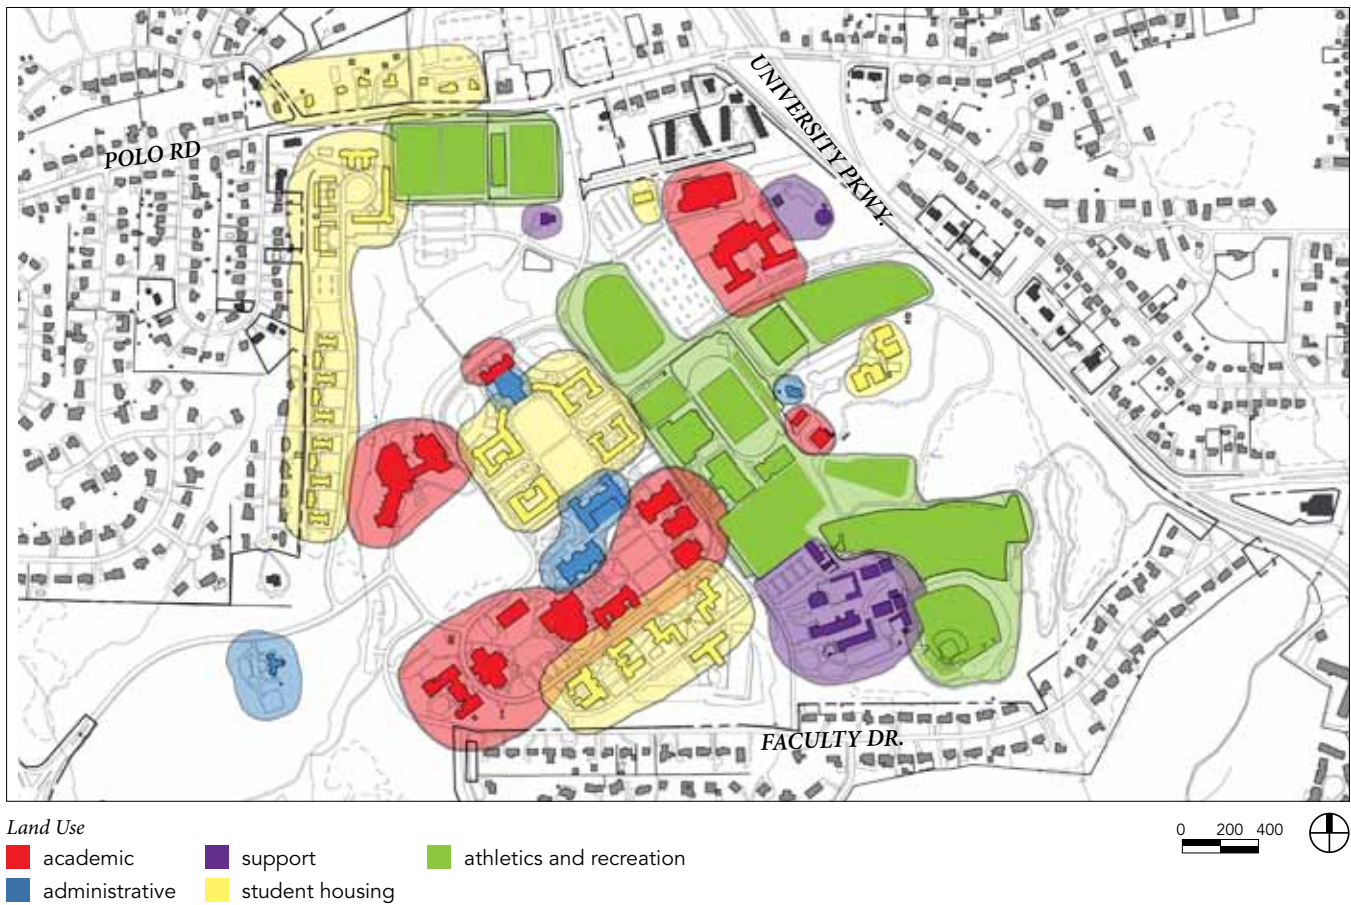 UNIVERSITY PKWY.
POLO RD
FACULTY DR.
Land Use
academic
support
athletics and recreation
administrative
student housing
0 200 400